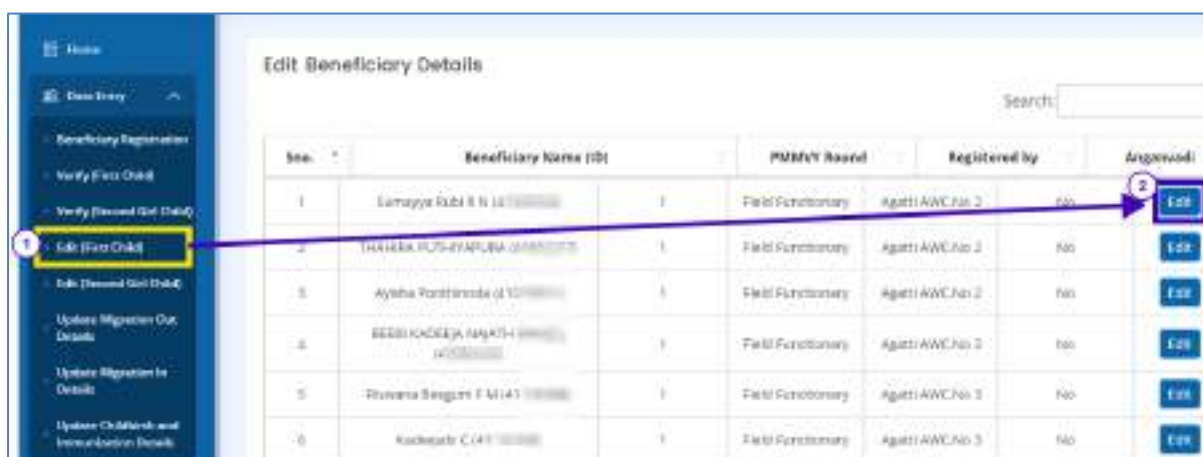 Home
Edit Beneficiary Details
Data Entry
Search:
Beneficiary Registration
Sno. Beneficiary Name (ID) PMMVY Round Registered by Anganwadi
Verify (First Child)
1 1 Field Functionary Agatti AWC.No 2 No Edit
Verify (Second Girl Child)
2
1 Edit (First Child)
2 1 Field Functionary Agatti AWC.No 2 No Edit
Edit (Second Girl Child)
3 Aysha 1 Field Functionary Agatti AWC.No 2 No Edit
Update Migration Out
Details
4 1 Field Functionary Agatti AWC.No 3 No Edit
Update Migration In
Details
5 Begum 1 Field Functionary Agatti AWC.No 3 No Edit
Update Childbirth and
Immunization Details
6 1 Field Functionary Agatti AWC.No 3 No Edit